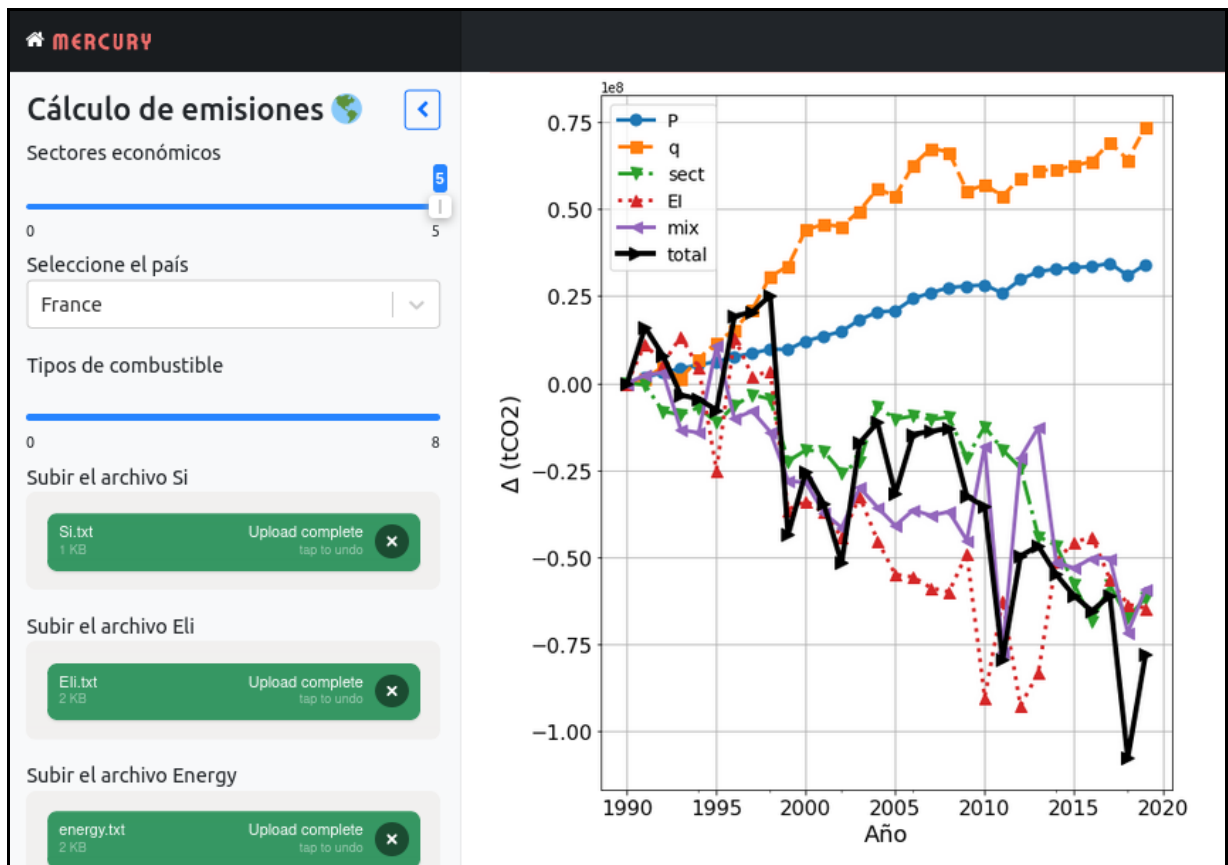 MERCURY
Cálculo de emisiones
Sectores económicos
5
0 5
Seleccione el país
France
Tipos de combustible
0 8
Subir el archivo Si
Si.txt Upload complete
1 KB tap to undo
Subir el archivo Eli
Eli.txt Upload complete
2 KB tap to undo
Subir el archivo Energy
energy.txt Upload complete
2 KB tap to undo
1e8
P
q
sect
EI
mix
total
0.75
0.50
0.25
0.00
−0.25
−0.50
−0.75
−1.00
Δ (tCO2)
1990 1995 2000 2005 2010 2015 2020
Año